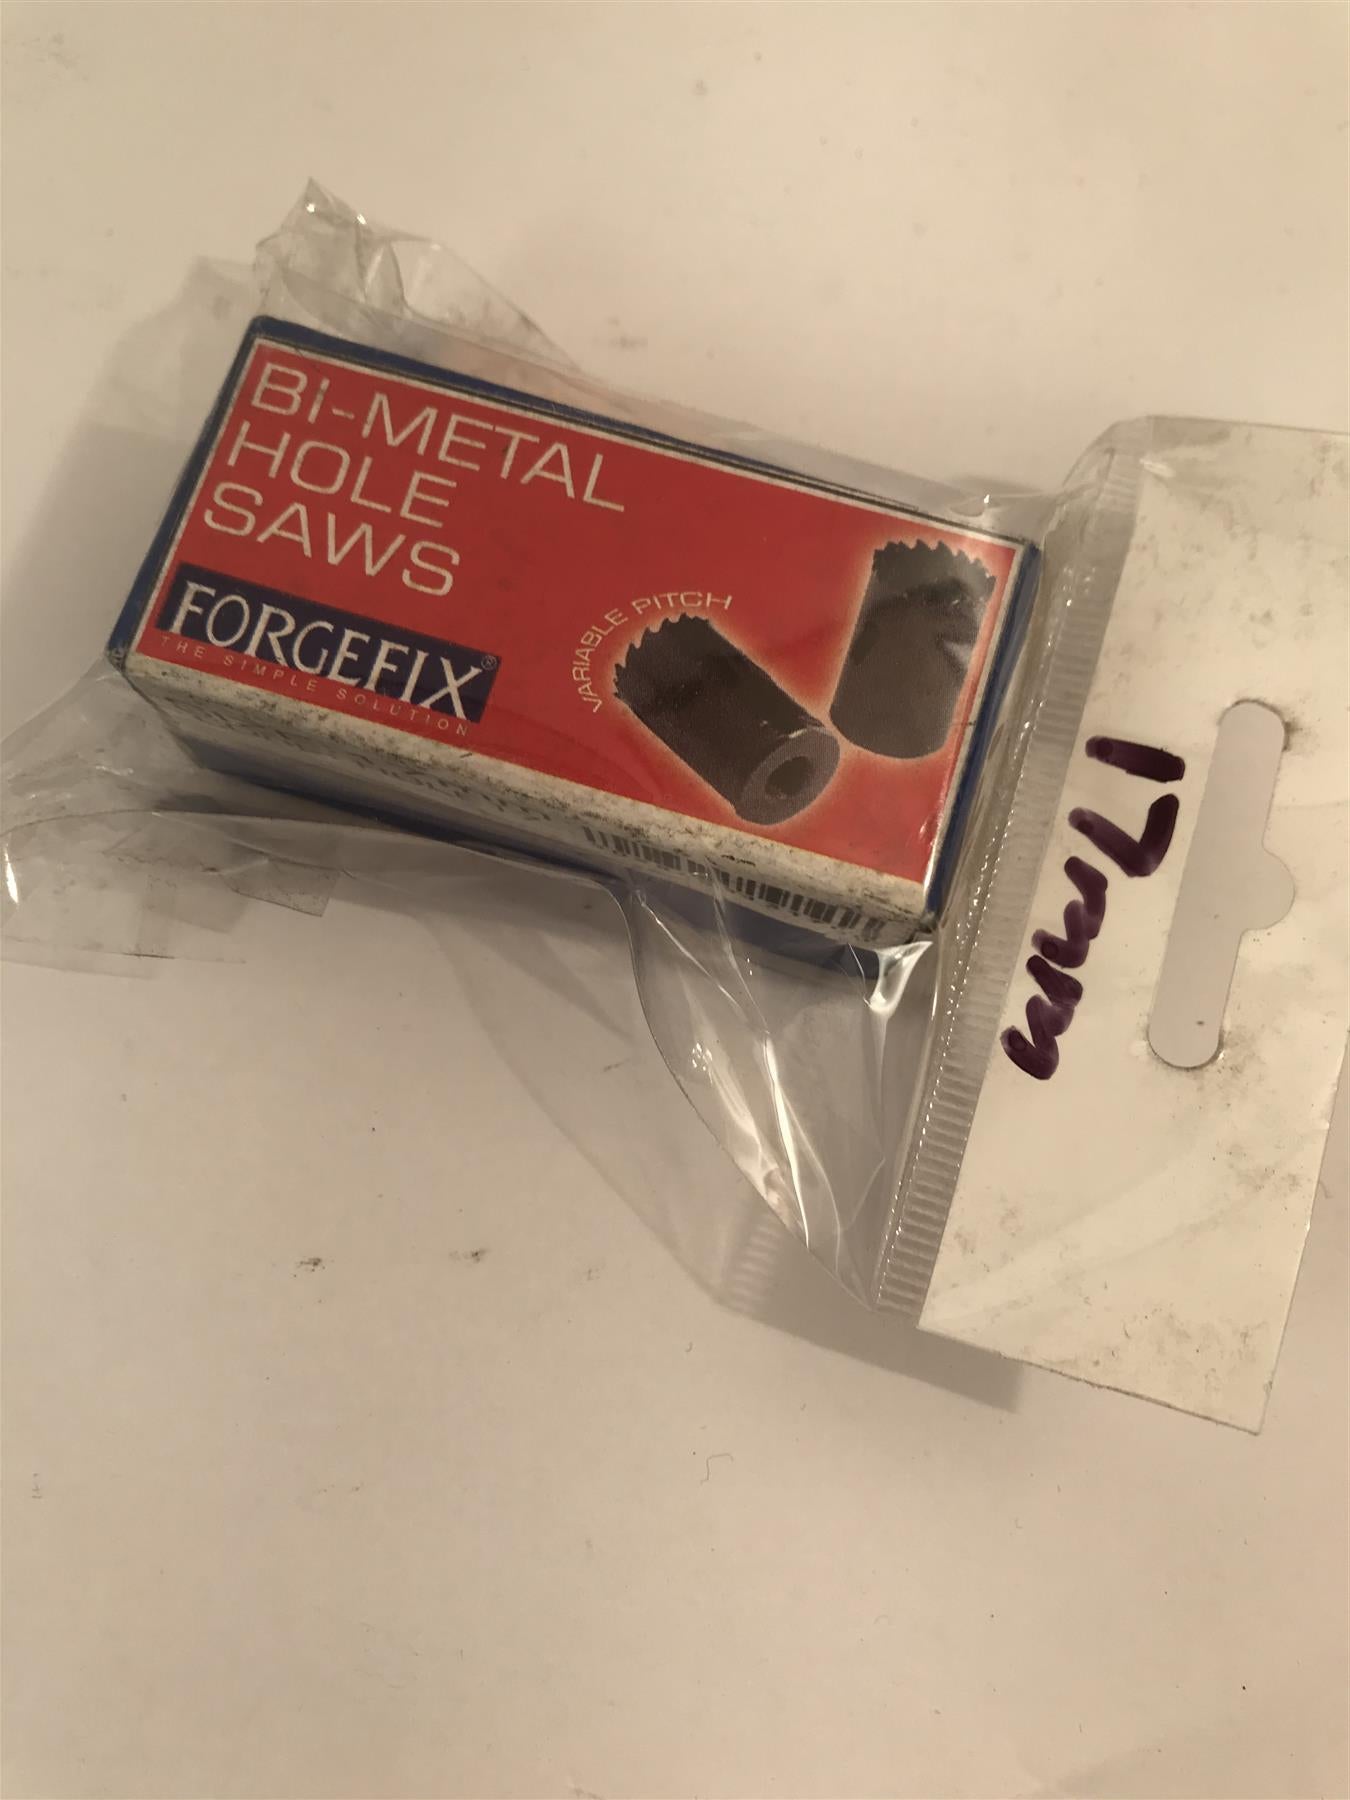 BI-METAL
HOLE
SAWS
FORGEFIX®
THE SIMPLE SOLUTION
VARIABLE PITCH
17mm